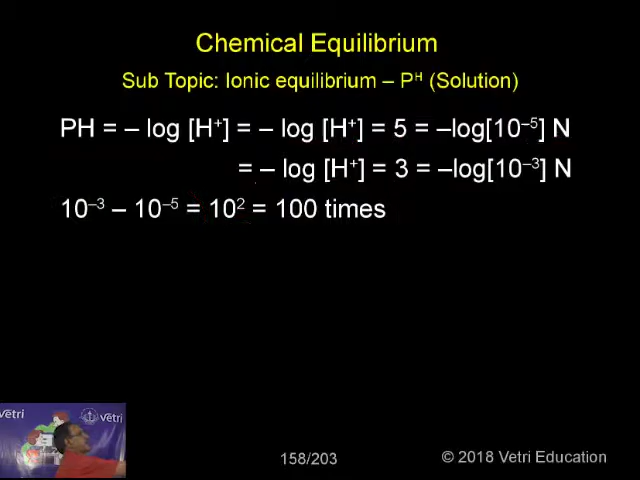 Chemical Equilibrium
Sub Topic: Ionic equilibrium – Pᴴ (Solution)
PH = – log [H⁺] = – log [H⁺] = 5 = –log[10⁻⁵] N
= – log [H⁺] = 3 = –log[10⁻³] N
10⁻³ – 10⁻⁵ = 10² = 100 times
Vetri
158/203
© 2018 Vetri Education